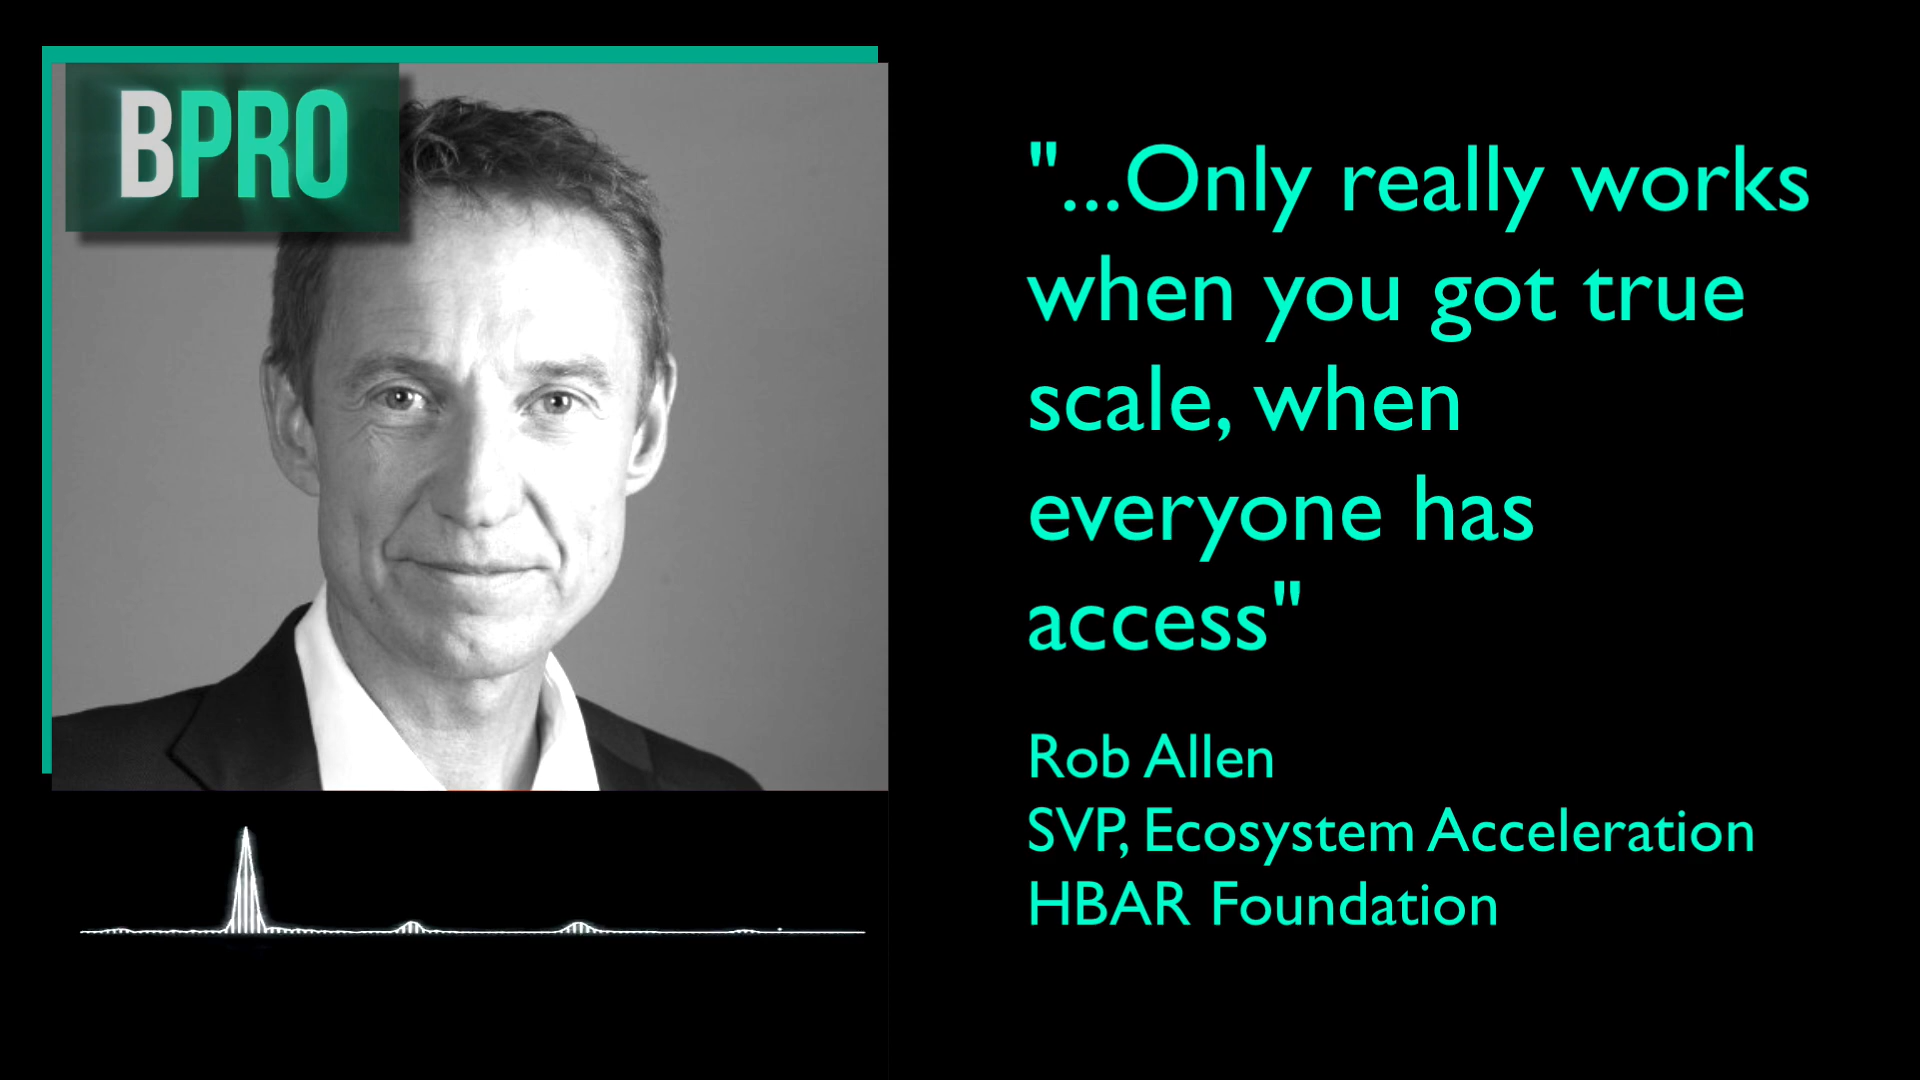 BPRO
"...Only really works
when you got true
scale, when
everyone has
access"
Rob Allen
SVP, Ecosystem Acceleration
HBAR Foundation